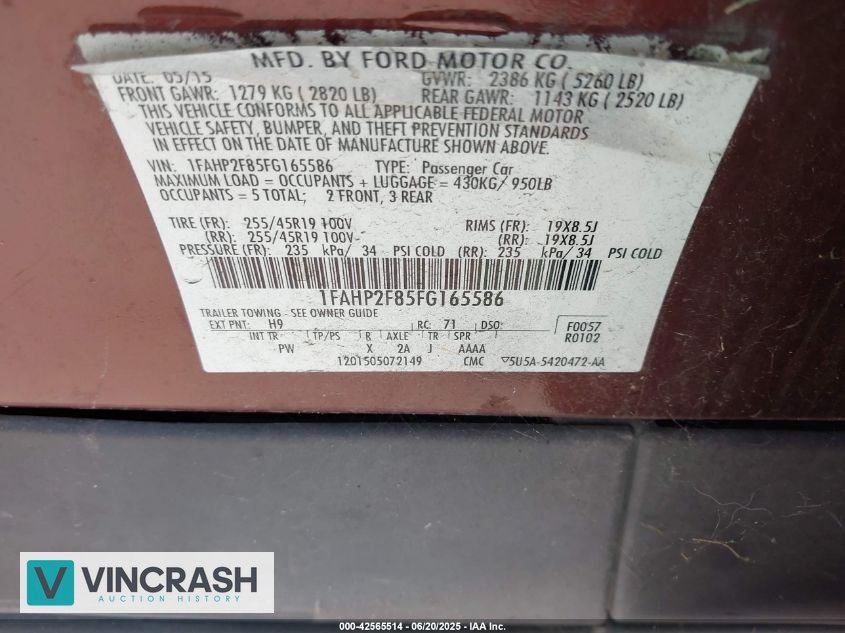 MFD. BY FORD MOTOR CO.
DATE: 05/15 GVWR: 2386 KG ( 5260 LB)
FRONT GAWR: 1279 KG ( 2820 LB) REAR GAWR: 1143 KG ( 2520 LB)
THIS VEHICLE CONFORMS TO ALL APPLICABLE FEDERAL MOTOR
VEHICLE SAFETY, BUMPER, AND THEFT PREVENTION STANDARDS
IN EFFECT ON THE DATE OF MANUFACTURE SHOWN ABOVE.
VIN: 1FAHP2F85FG165586 TYPE: Passenger Car
MAXIMUM LOAD = OCCUPANTS + LUGGAGE = 430KG/ 950LB
OCCUPANTS = 5 TOTAL; 2 FRONT, 3 REAR
TIRE (FR): 255/45R19 100V RIMS (FR): 19X8.5J
(RR): 255/45R19 100V (RR): 19X8.5J
PRESSURE (FR): 235 kPa/ 34 PSI COLD (RR): 235 kPa/ 34 PSI COLD
1FAHP2F85FG165586
TRAILER TOWING - SEE OWNER GUIDE
EXT PNT: H9 RC: 71 DSO: F0057
R0102
INT TR TP/PS R AXLE TR SPR
PW X 2A J AAAA
1201505072149 CMC ▽5U5A-5420472-AA
V VINCRASH
AUCTION HISTORY
000-42565514 - 06/20/2025 - IAA Inc.